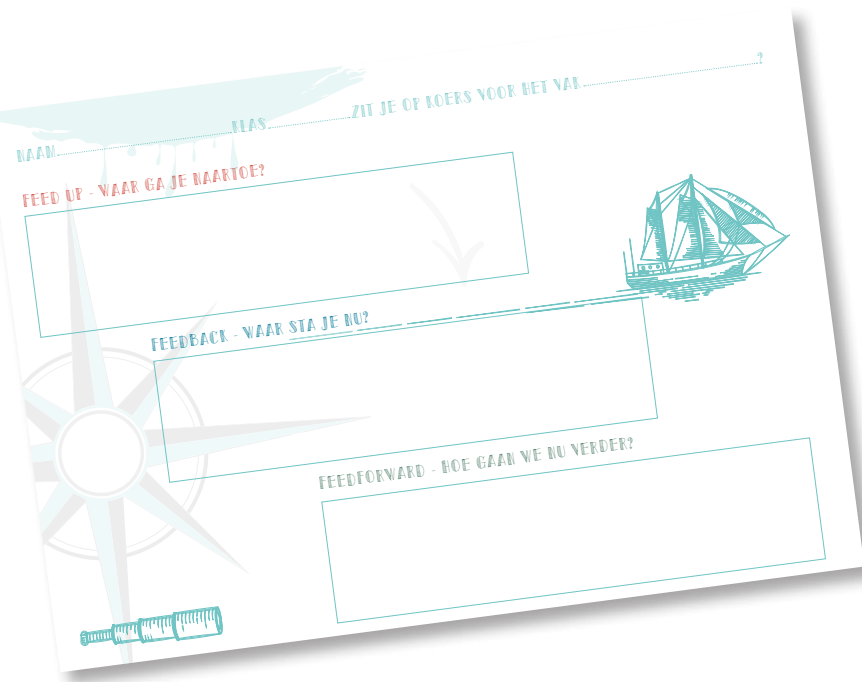 NAAM..............................KLAS..............................ZIT JE OP KOERS VOOR HET VAK..............................?
FEED UP - WAAR GA JE NAARTOE?
FEEDBACK - WAAR STA JE NU?
FEEDFORWARD - HOE GAAN WE NU VERDER?